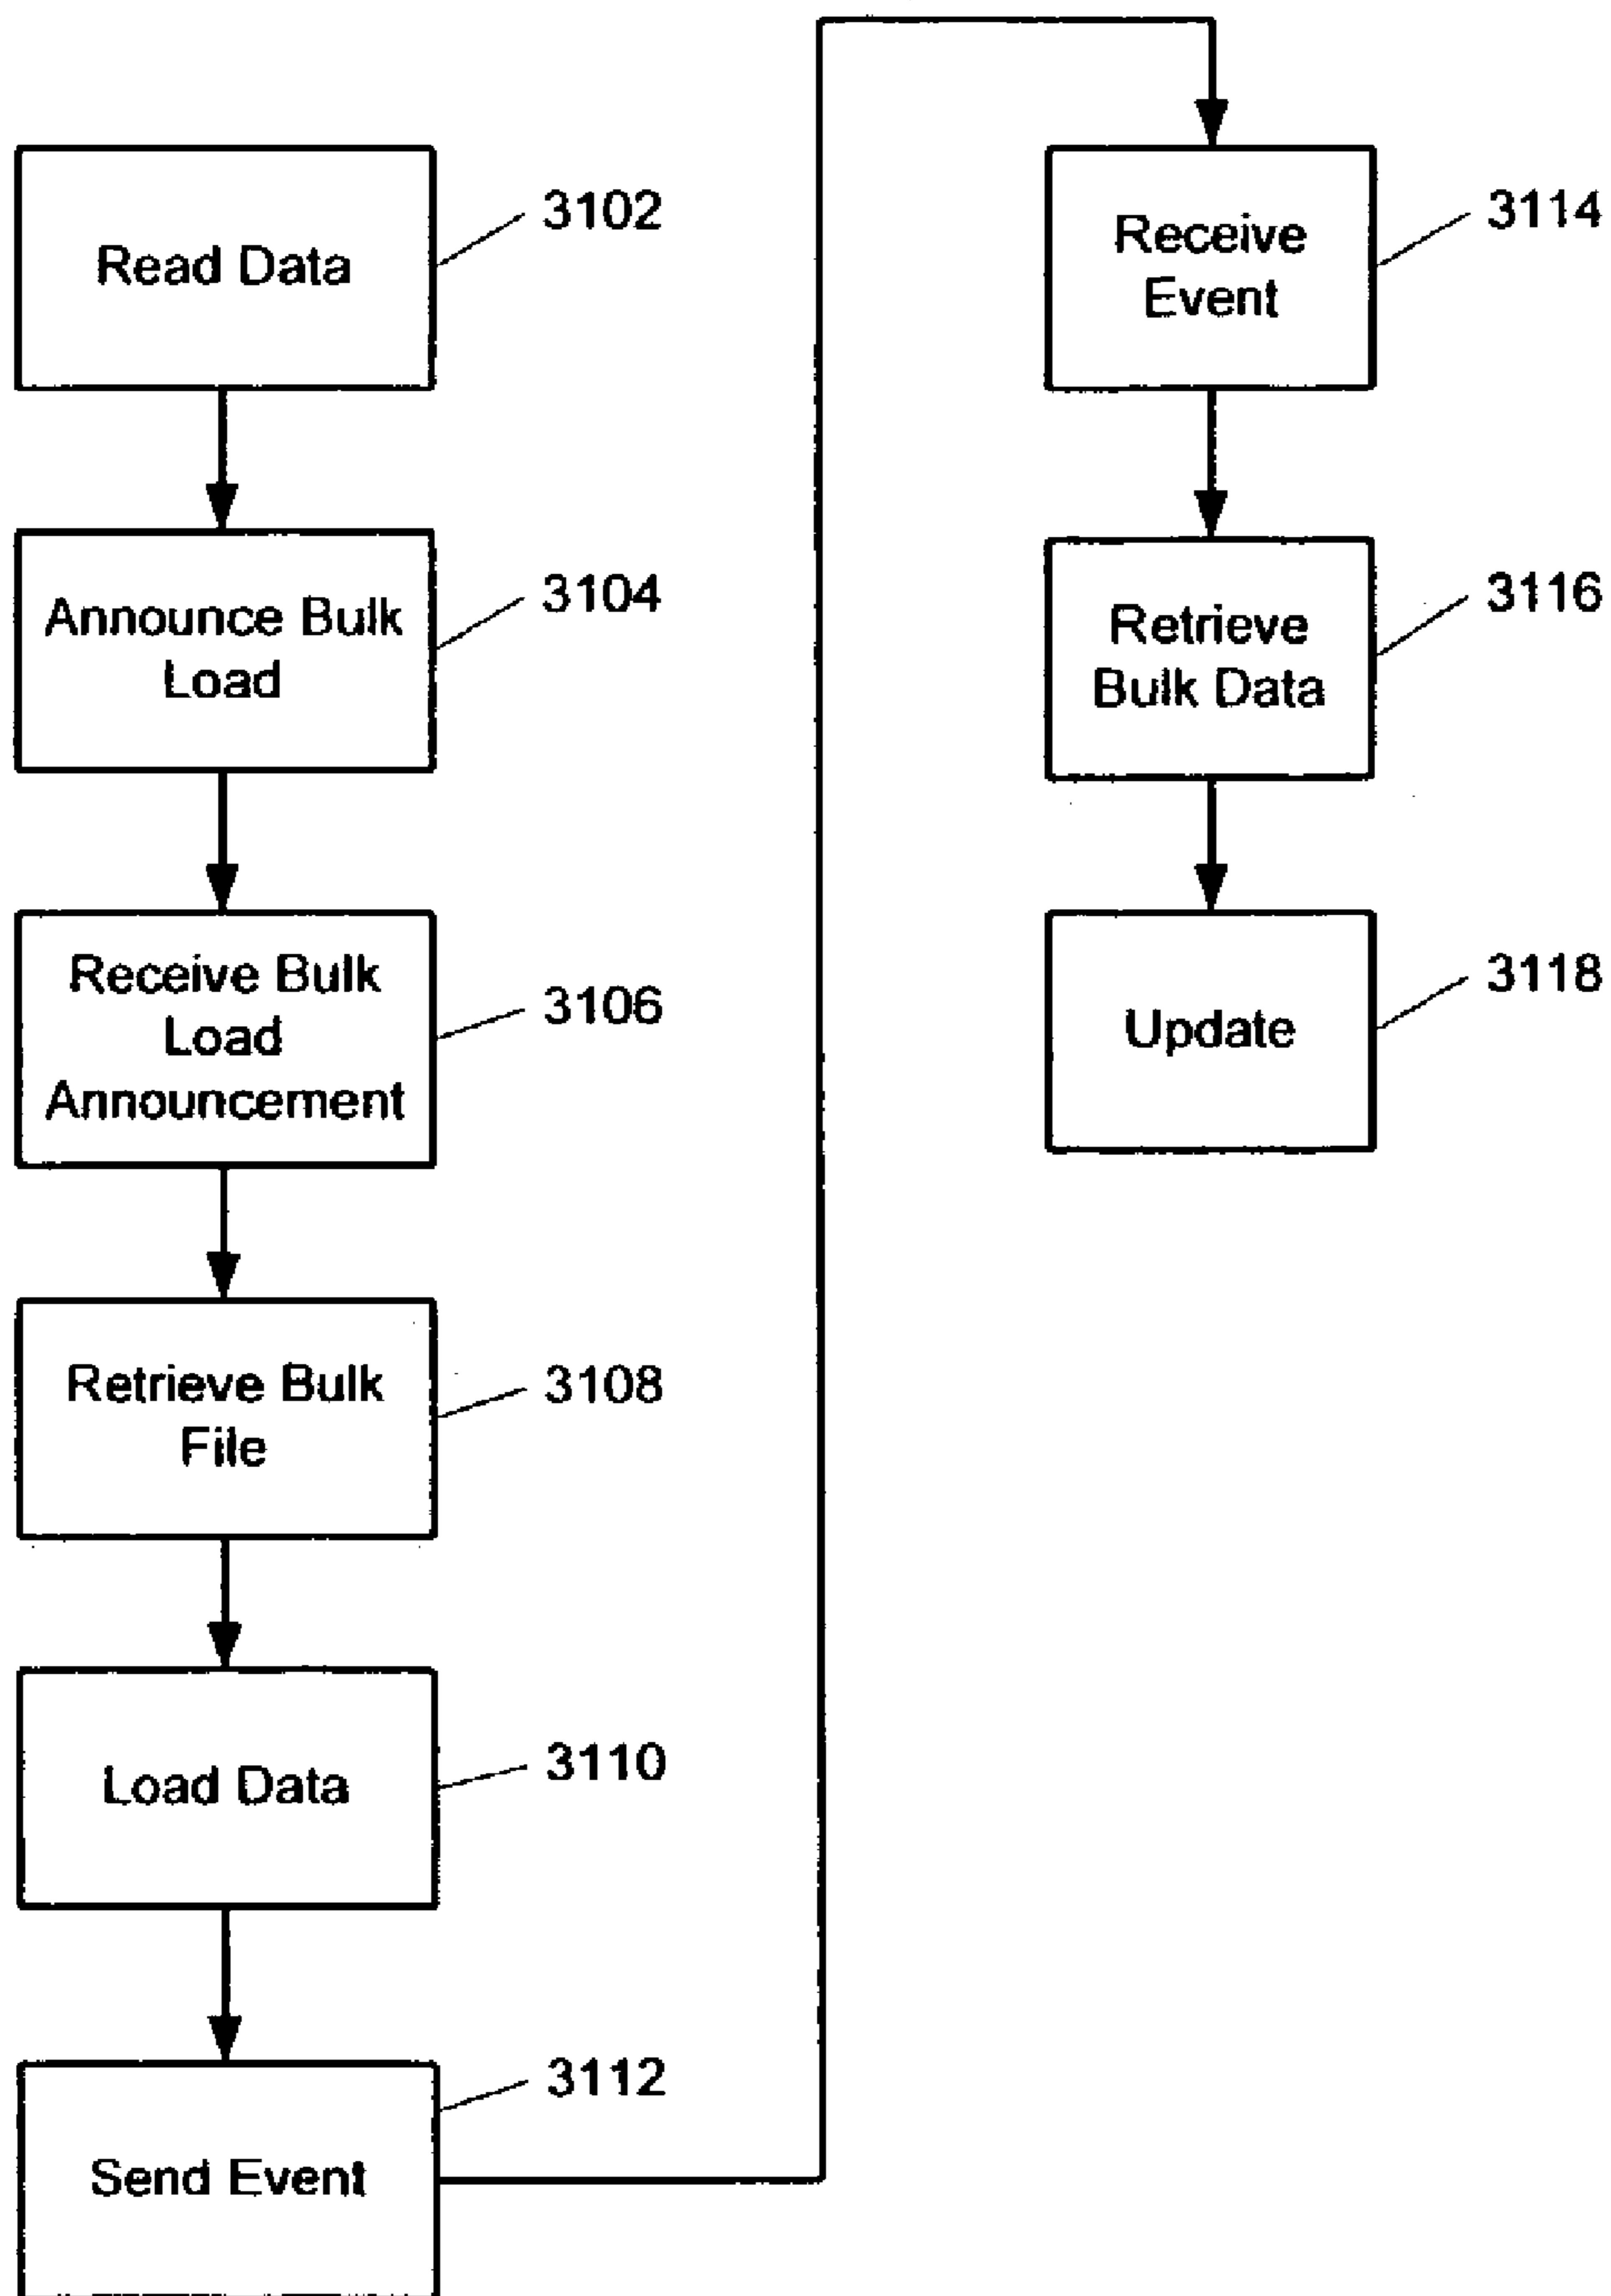 Read Data
3102
Announce Bulk
Load
3104
Receive Bulk
Load
Announcement
3106
Retrieve Bulk
File
3108
Load Data
3110
Send Event
3112
Receive
Event
3114
Retrieve
Bulk Data
3116
Update
3118